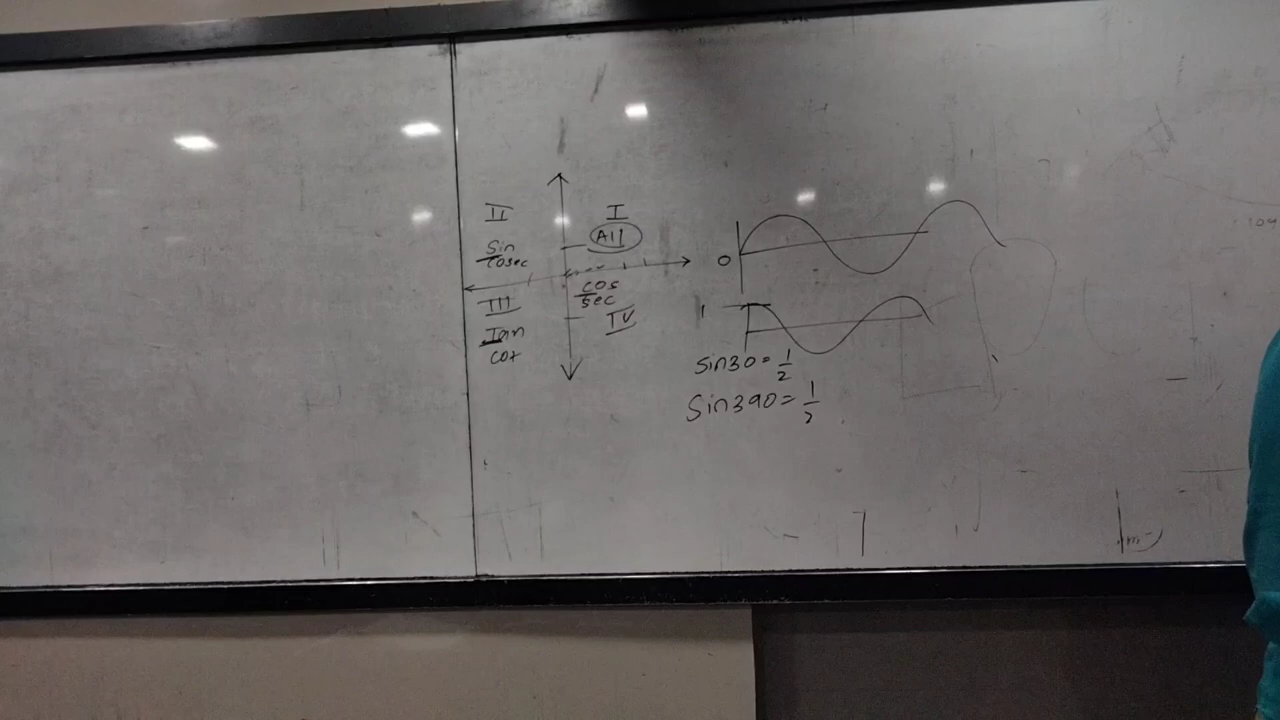 II
I
All
Sin
cosec
III
Tan
cot
cos
sec
IV
0
1
Sin30=1/2
Sin390=1/2